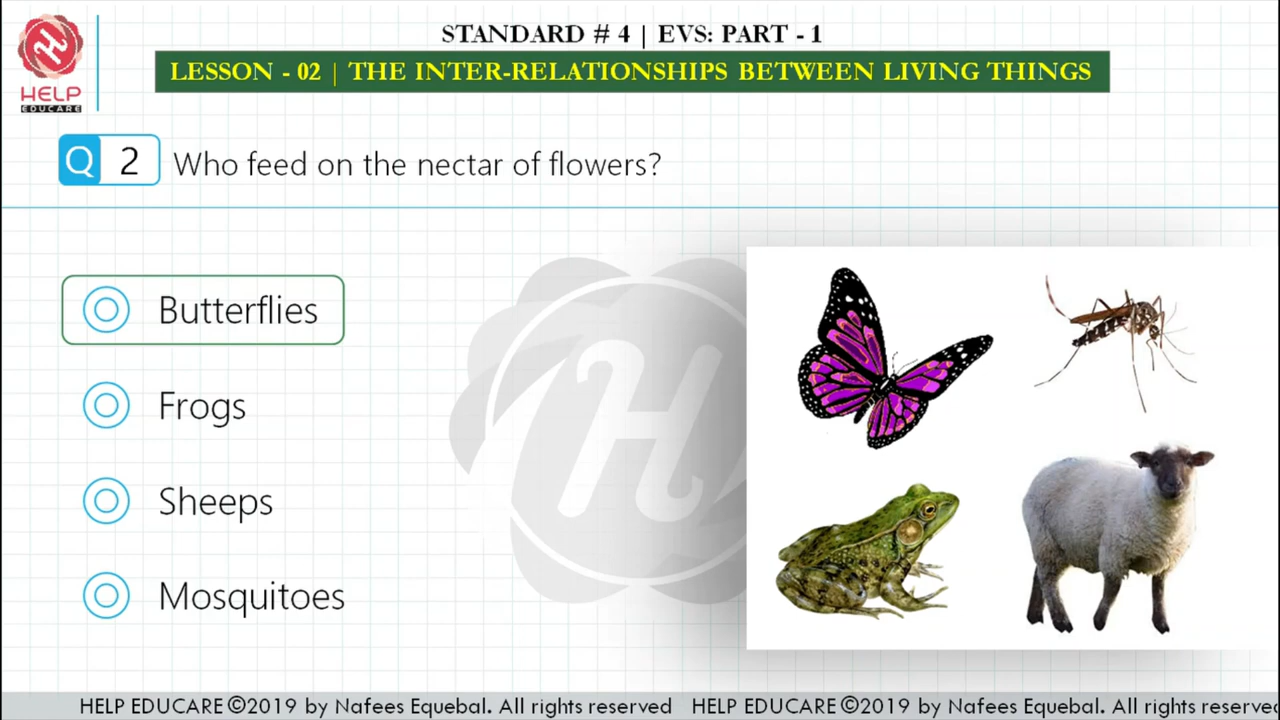 STANDARD # 4 | EVS: PART - 1
LESSON - 02 | THE INTER-RELATIONSHIPS BETWEEN LIVING THINGS
HELP
EDUCARE
Q 2 Who feed on the nectar of flowers?
Butterflies
Frogs
Sheeps
Mosquitoes
HELP EDUCARE ©2019 by Nafees Equebal. All rights reserved HELP EDUCARE ©2019 by Nafees Equebal. All rights reserve